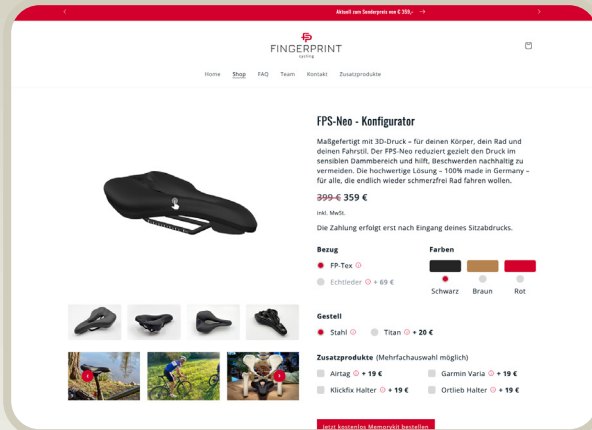 Aktuell zum Sonderpreis von € 359,- →
FINGERPRINT
cycling
Home Shop FAQ Team Kontakt Zusatzprodukte
FPS-Neo - Konfigurator
Maßgefertigt mit 3D-Druck – für deinen Körper, dein Rad und
deinen Fahrstil. Der FPS-Neo reduziert gezielt den Druck im
sensiblen Dammbereich und hilft, Beschwerden nachhaltig zu
vermeiden. Die hochwertige Lösung – 100% made in Germany –
für alle, die endlich wieder schmerzfrei Rad fahren wollen.
399 € 359 €
inkl. MwSt.
Die Zahlung erfolgt erst nach Eingang deines Sitzabdrucks.
Bezug
FP-Tex
Echtleder + 69 €
Farben
Schwarz Braun Rot
Gestell
Stahl Titan + 20 €
Zusatzprodukte (Mehrfachauswahl möglich)
Airtag + 19 € Garmin Varia + 19 €
Klickfix Halter + 19 € Ortlieb Halter + 19 €
Jetzt kostenlos Memorykit bestellen